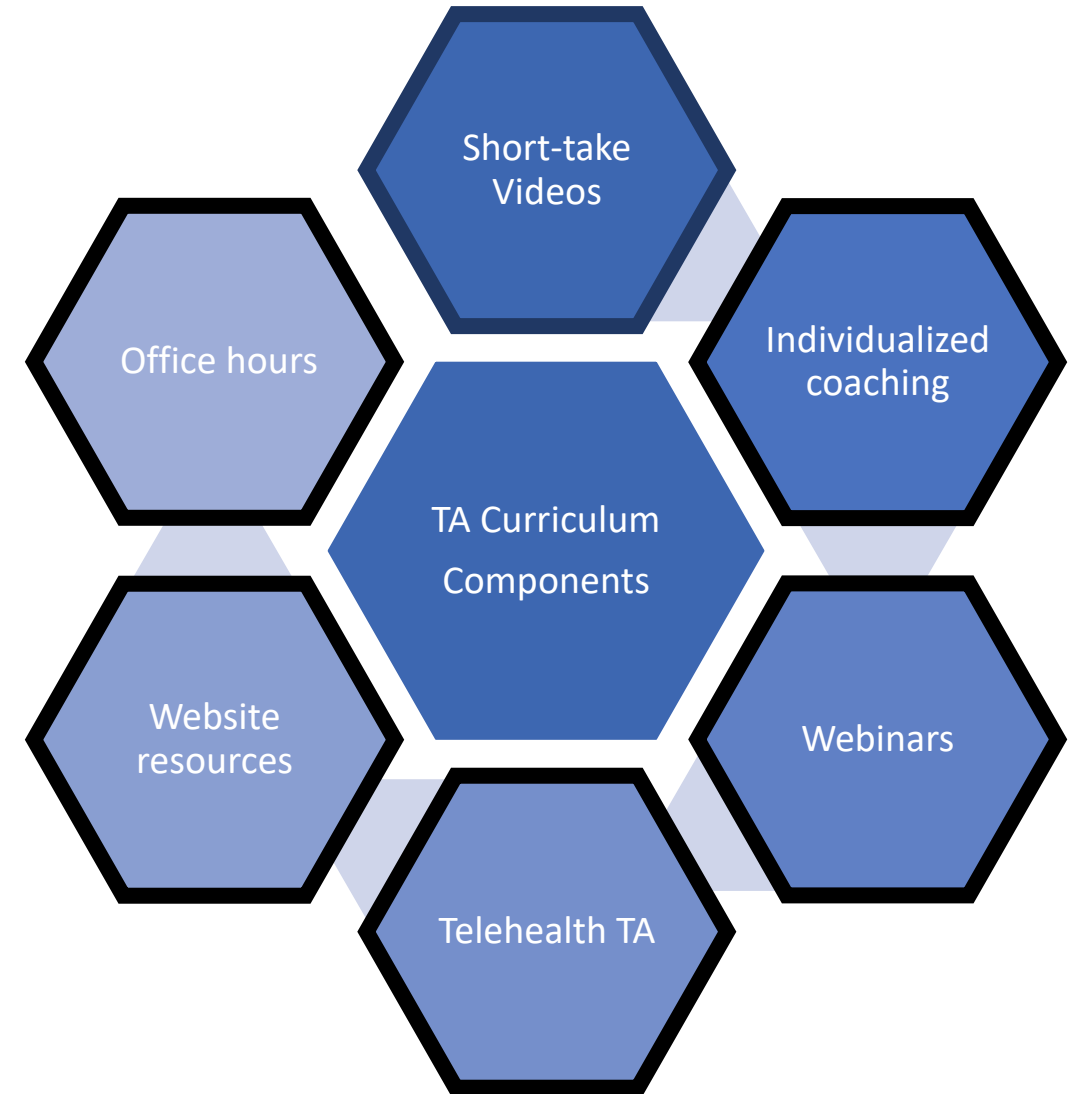 Short-take
Videos
Individualized
coaching
Office hours
TA Curriculum
Components
Website
resources
Webinars
Telehealth TA